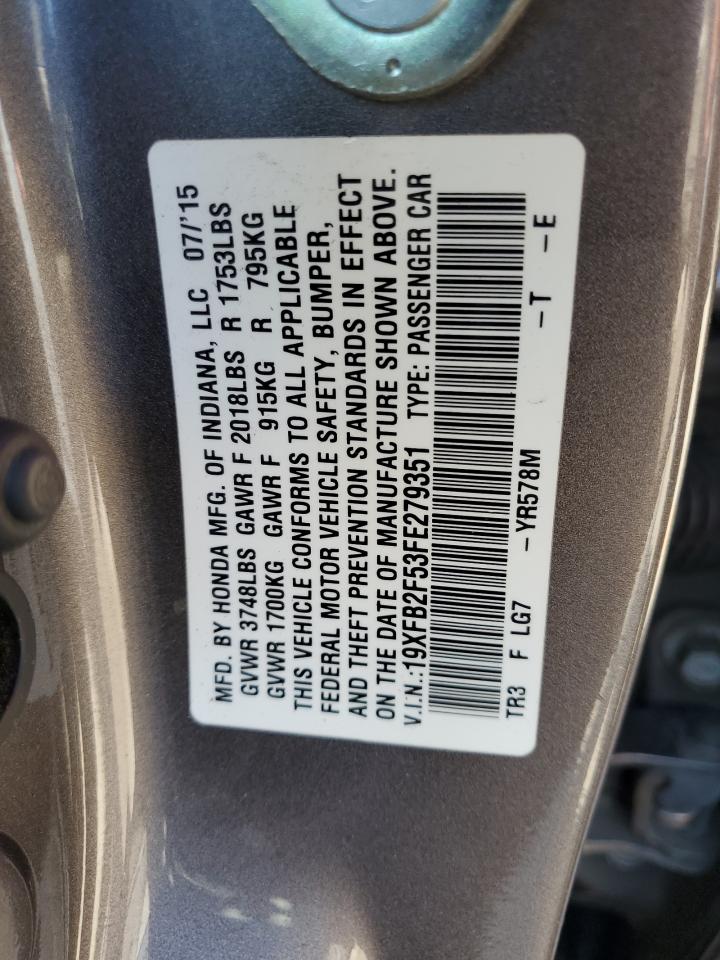 MFD. BY HONDA MFG. OF INDIANA, LLC 07/'15
GVWR 3748LBS GAWR F 2018LBS R 1753LBS
GVWR 1700KG GAWR F 915KG R 795KG
THIS VEHICLE CONFORMS TO ALL APPLICABLE
FEDERAL MOTOR VEHICLE SAFETY, BUMPER,
AND THEFT PREVENTION STANDARDS IN EFFECT
ON THE DATE OF MANUFACTURE SHOWN ABOVE.
V.I.N.:19XFB2F53FE279351 TYPE: PASSENGER CAR
TR3 F LG7 -YR578M -T -E